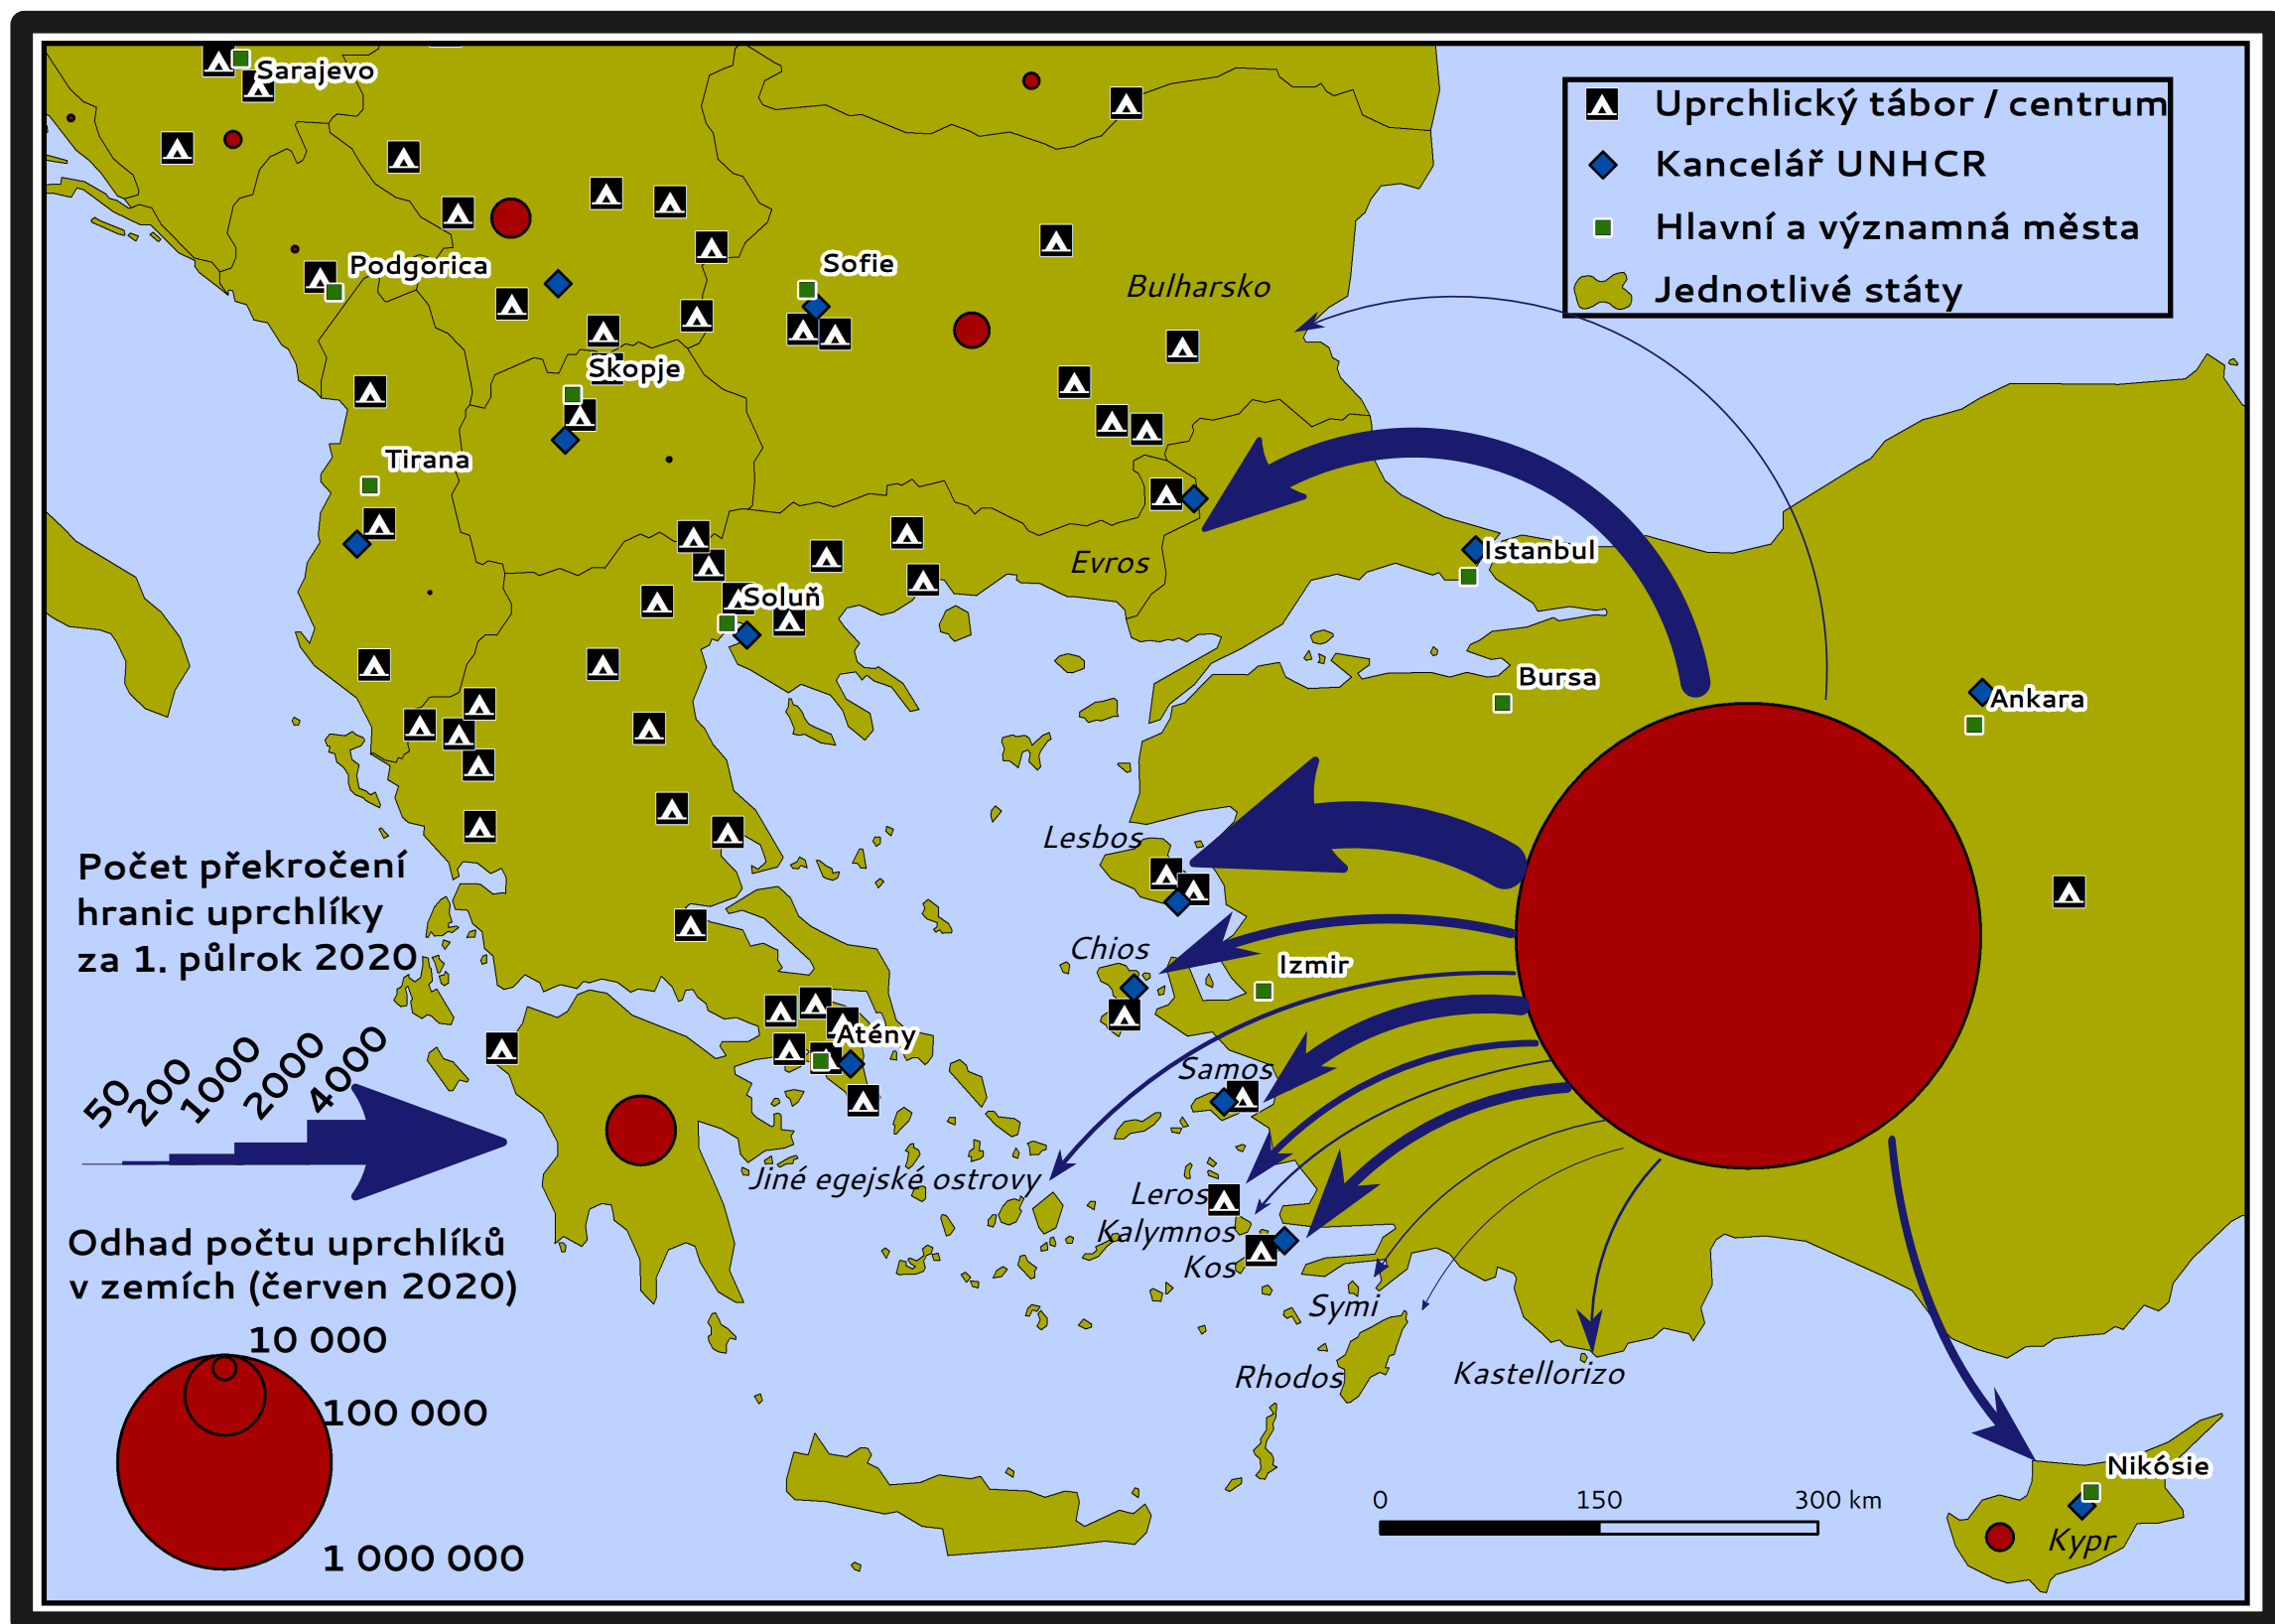 Sarajevo
Uprchlický tábor / centrum
Kancelář UNHCR
Hlavní a významná města
Jednotlivé státy
Podgorica
Sofie
Bulharsko
Skopje
Tirana
Evros
Istanbul
Soluň
Bursa
Ankara
Lesbos
Počet překročení
hranic uprchlíky
za 1. půlrok 2020
Chios
Izmir
Atény
50
200
1000
2000
4000
Samos
Jiné egejské ostrovy
Leros
Kalymnos
Kos
Odhad počtu uprchlíků
v zemích (červen 2020)
Symi
10 000
Rhodos
Kastellorizo
100 000
Nikósie
0 150 300 km
Kypr
1 000 000